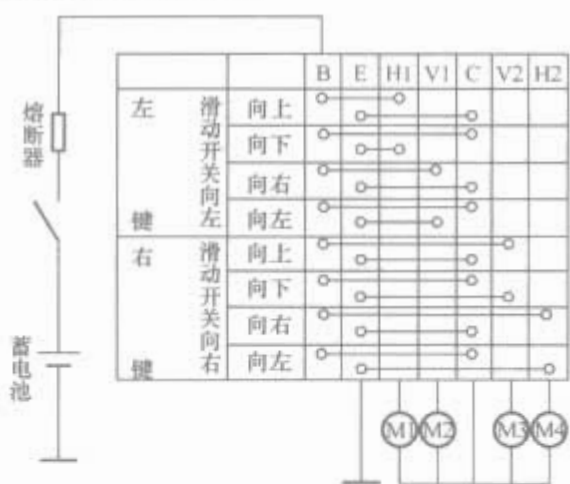 B E H1 V1 C V2 H2
熔断器
蓄电池
左键
滑动开关向左
向上
向下
向右
向左
右键
滑动开关向右
向上
向下
向右
向左
M1 M2 M3 M4